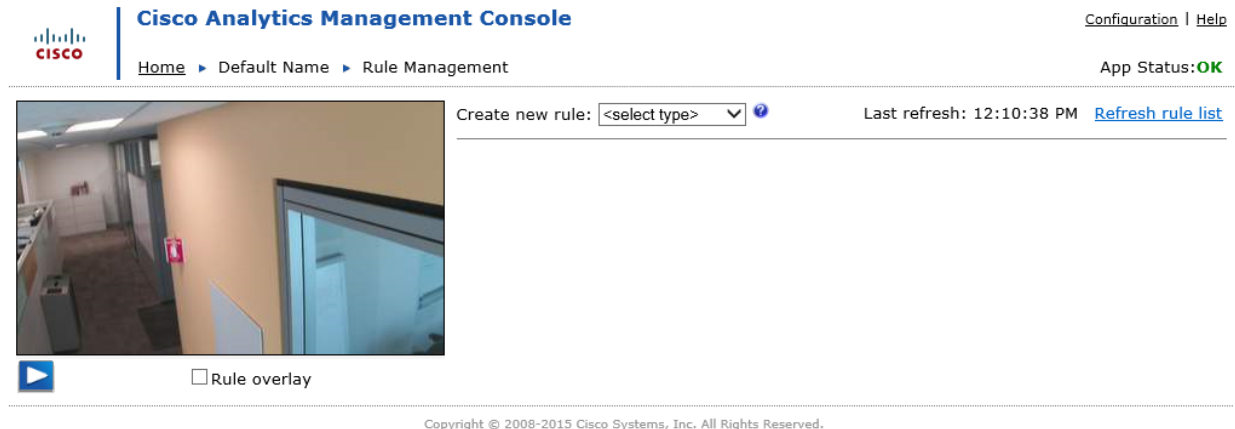 Cisco Analytics Management Console
Configuration | Help
CISCO
Home ▸ Default Name ▸ Rule Management
App Status:OK
Create new rule: <select type>
Last refresh: 12:10:38 PM Refresh rule list
Rule overlay
Copyright © 2008-2015 Cisco Systems, Inc. All Rights Reserved.